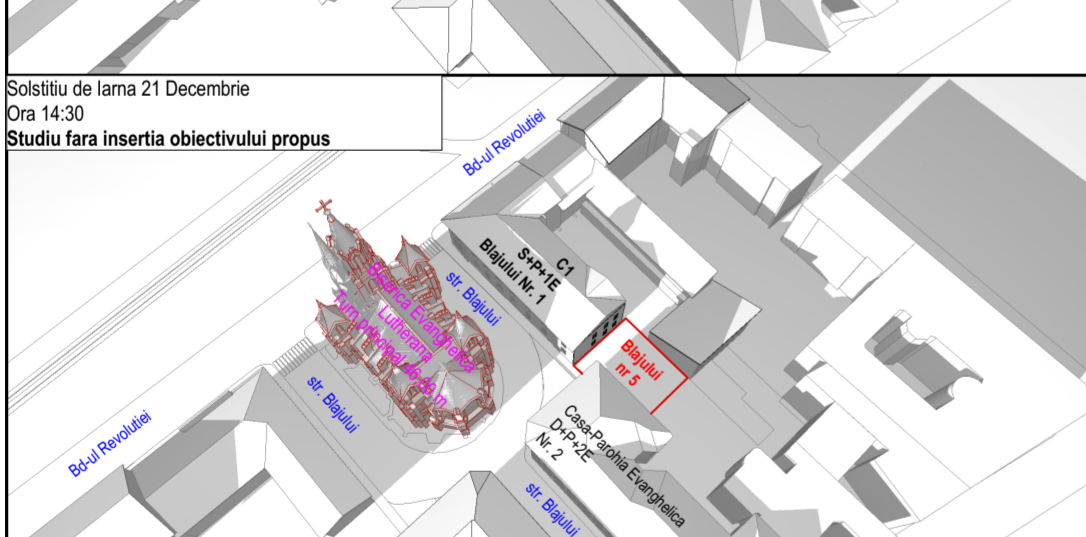 Solstitiu de Iarna 21 Decembrie
Ora 14:30
Studiu fara insertia obiectivului propus
Bd-ul Revolutiei
C1
S+P+1E
Blajului Nr. 1
str. Blajului
Biserica Evanghelica
Lutherana
Turn principal
m
str. Blajului
Blajului
nr 5
Bd-ul Revolutiei
Casa-Parohia Evanghelica
D+P+2E
Nr. 2
str. Blajului